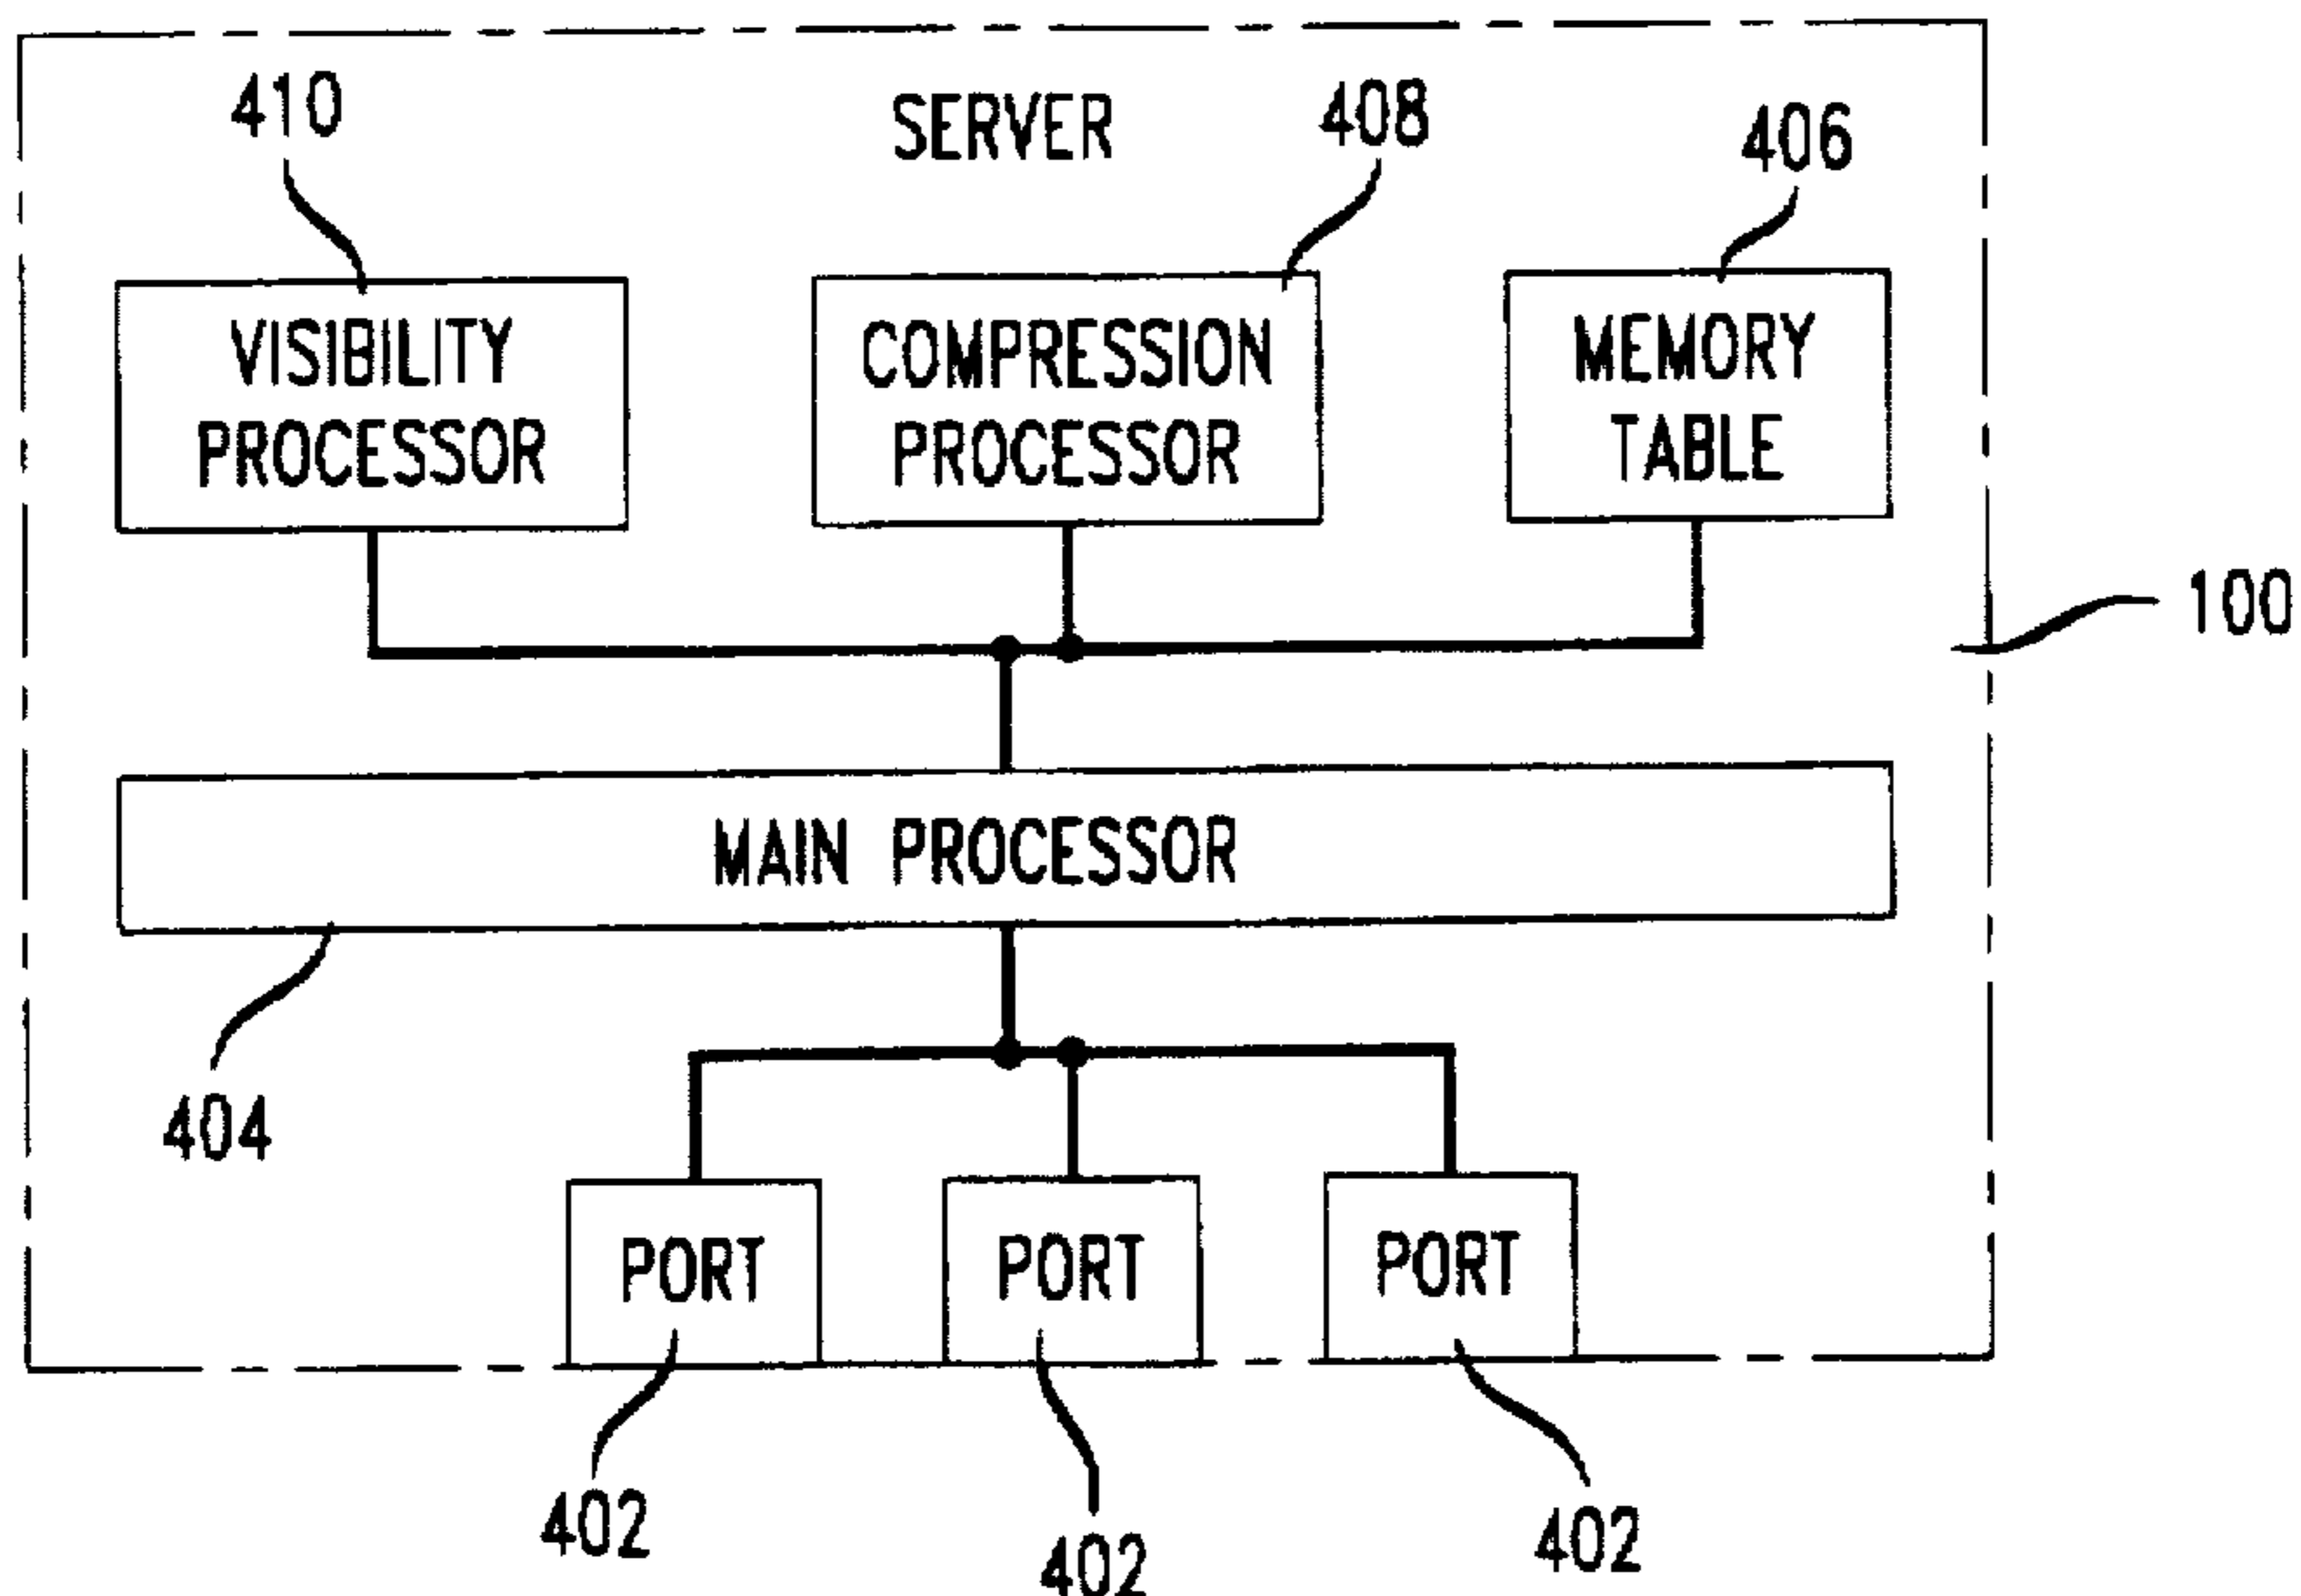 410
SERVER
408
406
VISIBILITY
PROCESSOR
COMPRESSION
PROCESSOR
MEMORY
TABLE
100
MAIN PROCESSOR
404
PORT
PORT
PORT
402
402
402